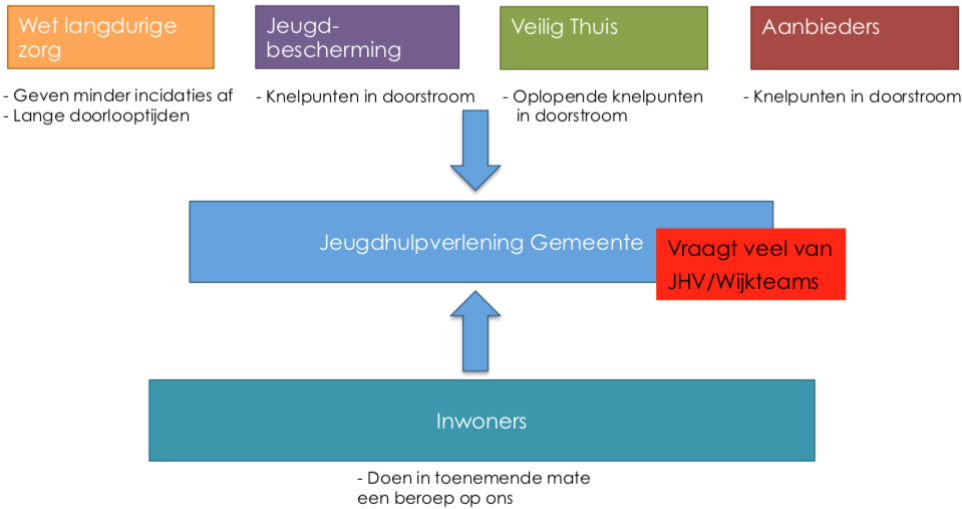 Wet langdurige
zorg
- Geven minder incidaties af
- Lange doorlooptijden
Jeugd-
bescherming
- Knelpunten in doorstroom
Veilig Thuis
- Oplopende knelpunten
in doorstroom
Aanbieders
- Knelpunten in doorstroom
Jeugdhulpverlening Gemeente
Vraagt veel van
JHV/Wijkteams
Inwoners
- Doen in toenemende mate
een beroep op ons